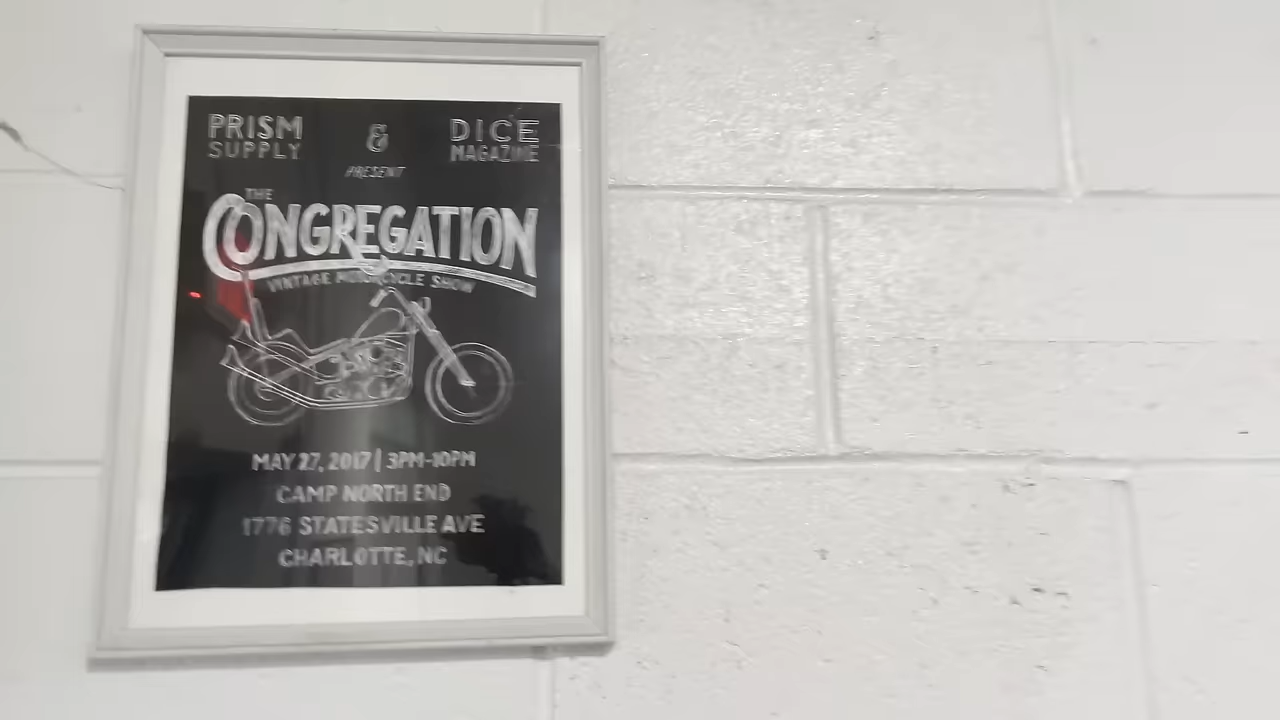 PRISM SUPPLY & DICE MAGAZINE
PRESENT
THE
CONGREGATION
VINTAGE MOTORCYCLE SHOW
MAY 27, 2017 | 3PM-10PM
CAMP NORTH END
1776 STATESVILLE AVE
CHARLOTTE, NC